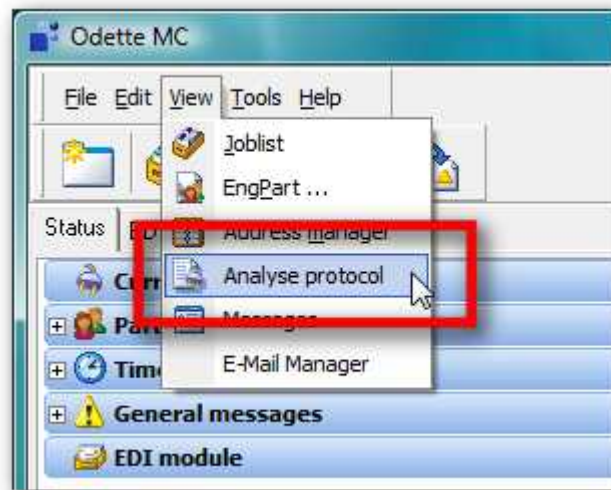 Odette MC
File Edit View Tools Help
Joblist
EngPart ...
Status
Address manager
Analyse protocol
Messages
E-Mail Manager
General messages
EDI module